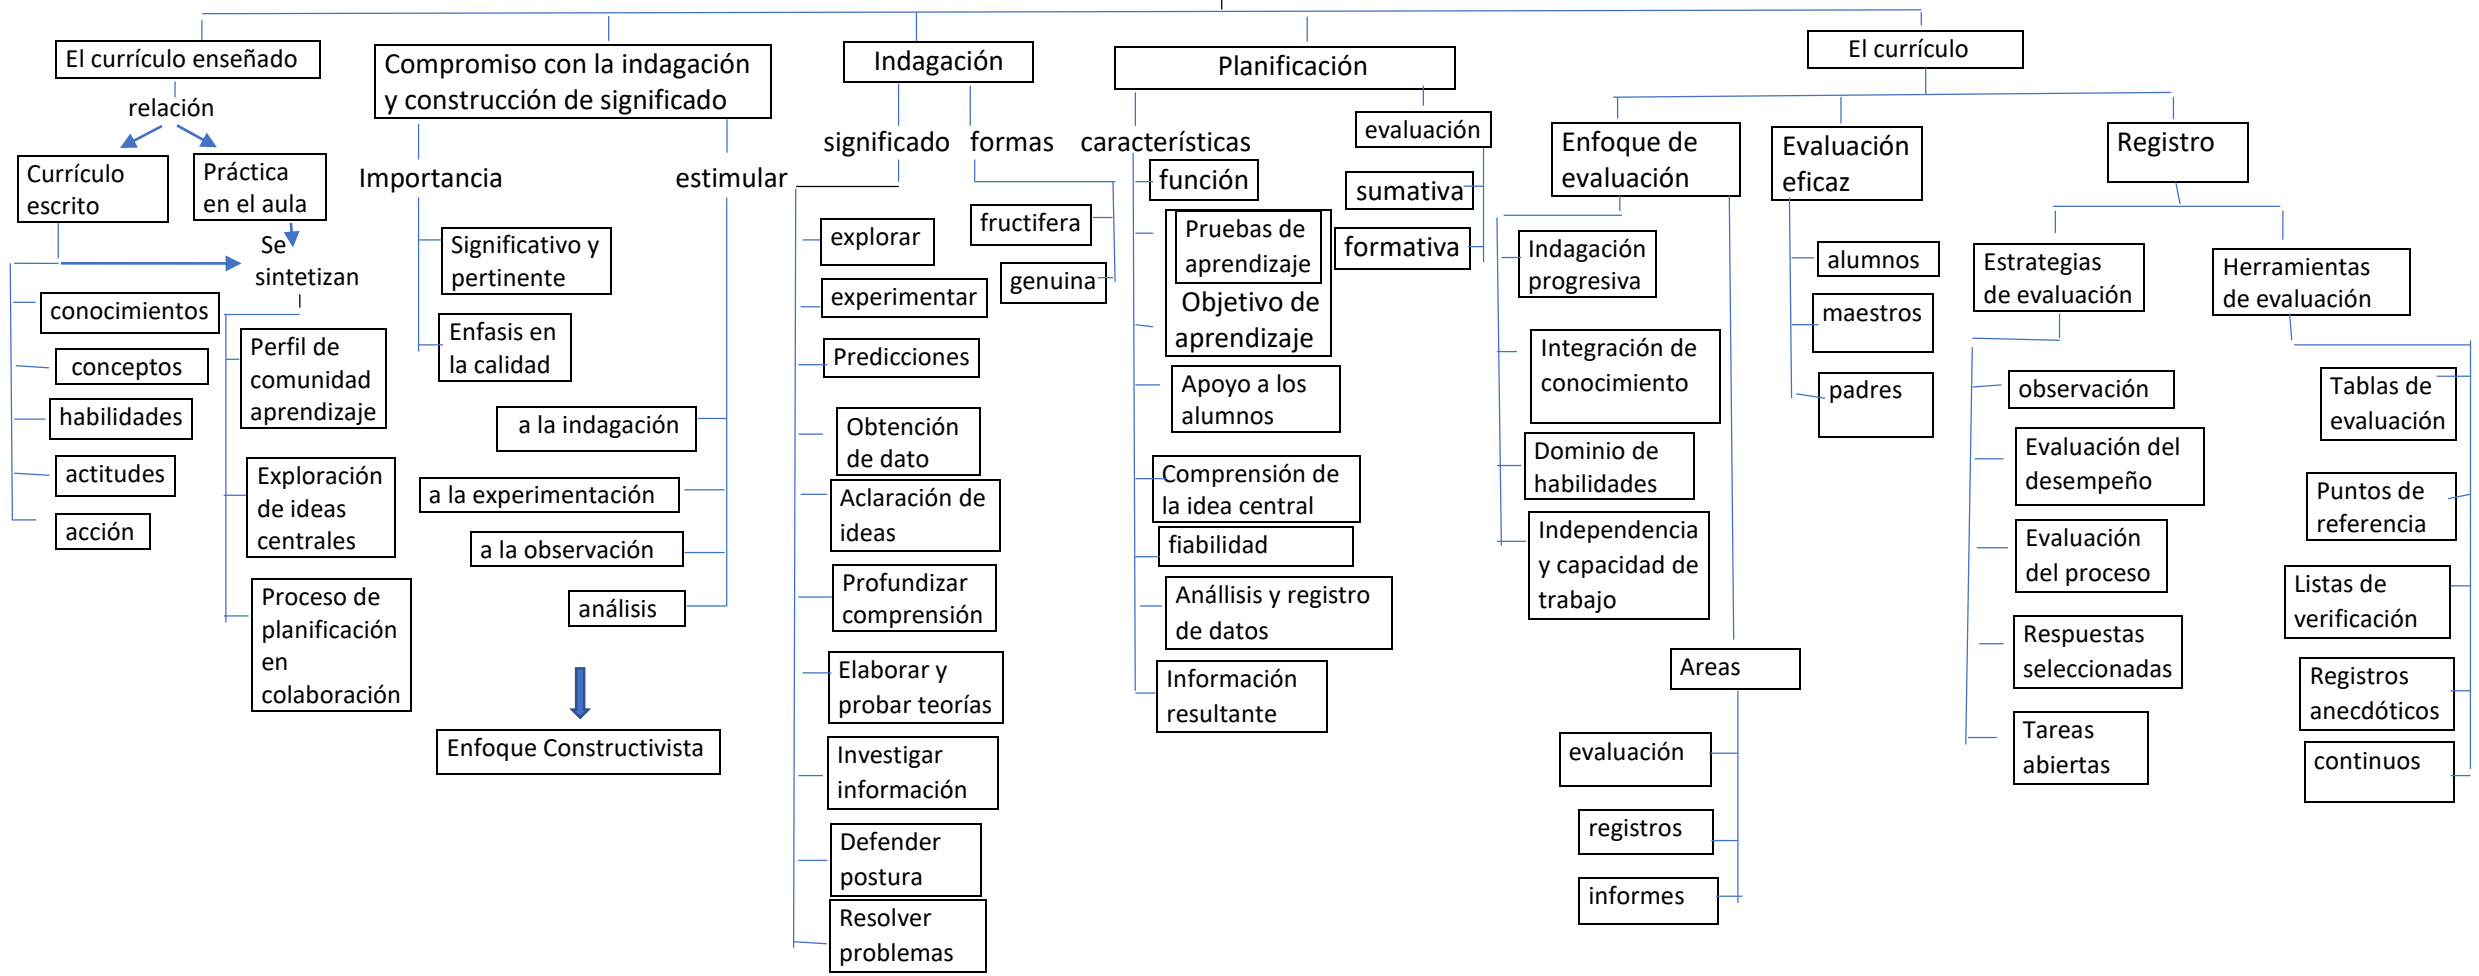 El currículo enseñado
relación
Currículo
escrito
Práctica
en el aula
Se
sintetizan
conocimientos
conceptos
habilidades
actitudes
acción
Perfil de
comunidad
aprendizaje
Exploración
de ideas
centrales
Proceso de
planificación
en
colaboración
Compromiso con la indagación
y construcción de significado
Importancia
Significativo y
pertinente
Enfasis en
la calidad
estimular
a la indagación
a la experimentación
a la observación
análisis
Enfoque Constructivista
Indagación
significado
explorar
experimentar
Predicciones
Obtención
de dato
Aclaración de
ideas
Profundizar
comprensión
Elaborar y
probar teorías
Investigar
información
Defender
postura
Resolver
problemas
formas
fructifera
genuina
Planificación
características
función
Pruebas de
aprendizaje
Objetivo de
aprendizaje
Apoyo a los
alumnos
Comprensión de
la idea central
fiabilidad
Anállisis y registro
de datos
Información
resultante
evaluación
sumativa
formativa
El currículo
Enfoque de
evaluación
Indagación
progresiva
Integración de
conocimiento
Dominio de
habilidades
Independencia
y capacidad de
trabajo
Areas
evaluación
registros
informes
Evaluación
eficaz
alumnos
maestros
padres
Registro
Estrategias
de evaluación
observación
Evaluación del
desempeño
Evaluación
del proceso
Respuestas
seleccionadas
Tareas
abiertas
Herramientas
de evaluación
Tablas de
evaluación
Puntos de
referencia
Listas de
verificación
Registros
anecdóticos
continuos